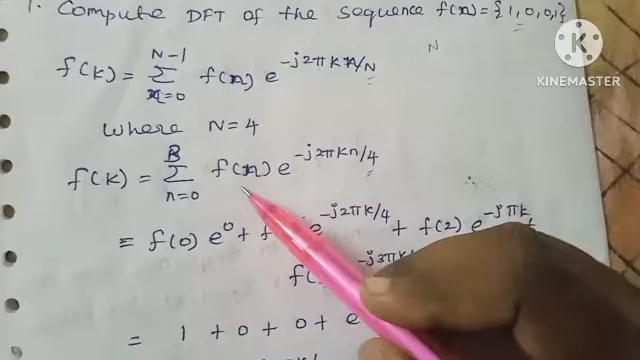 1. Compute DFT of the sequence f(n) = {1, 0, 0, 1}
N
KINEMASTER
f(k) = N-1 Σ n=0 f(n) e^-j2πkn/N
where N = 4
f(k) = 3 Σ n=0 f(n) e^-j2πkn/4
= f(0) e^0 + f e^-j2πk/4 + f(2) e^-jπk +
f( -j3πk/
= 1 + 0 + 0 + e